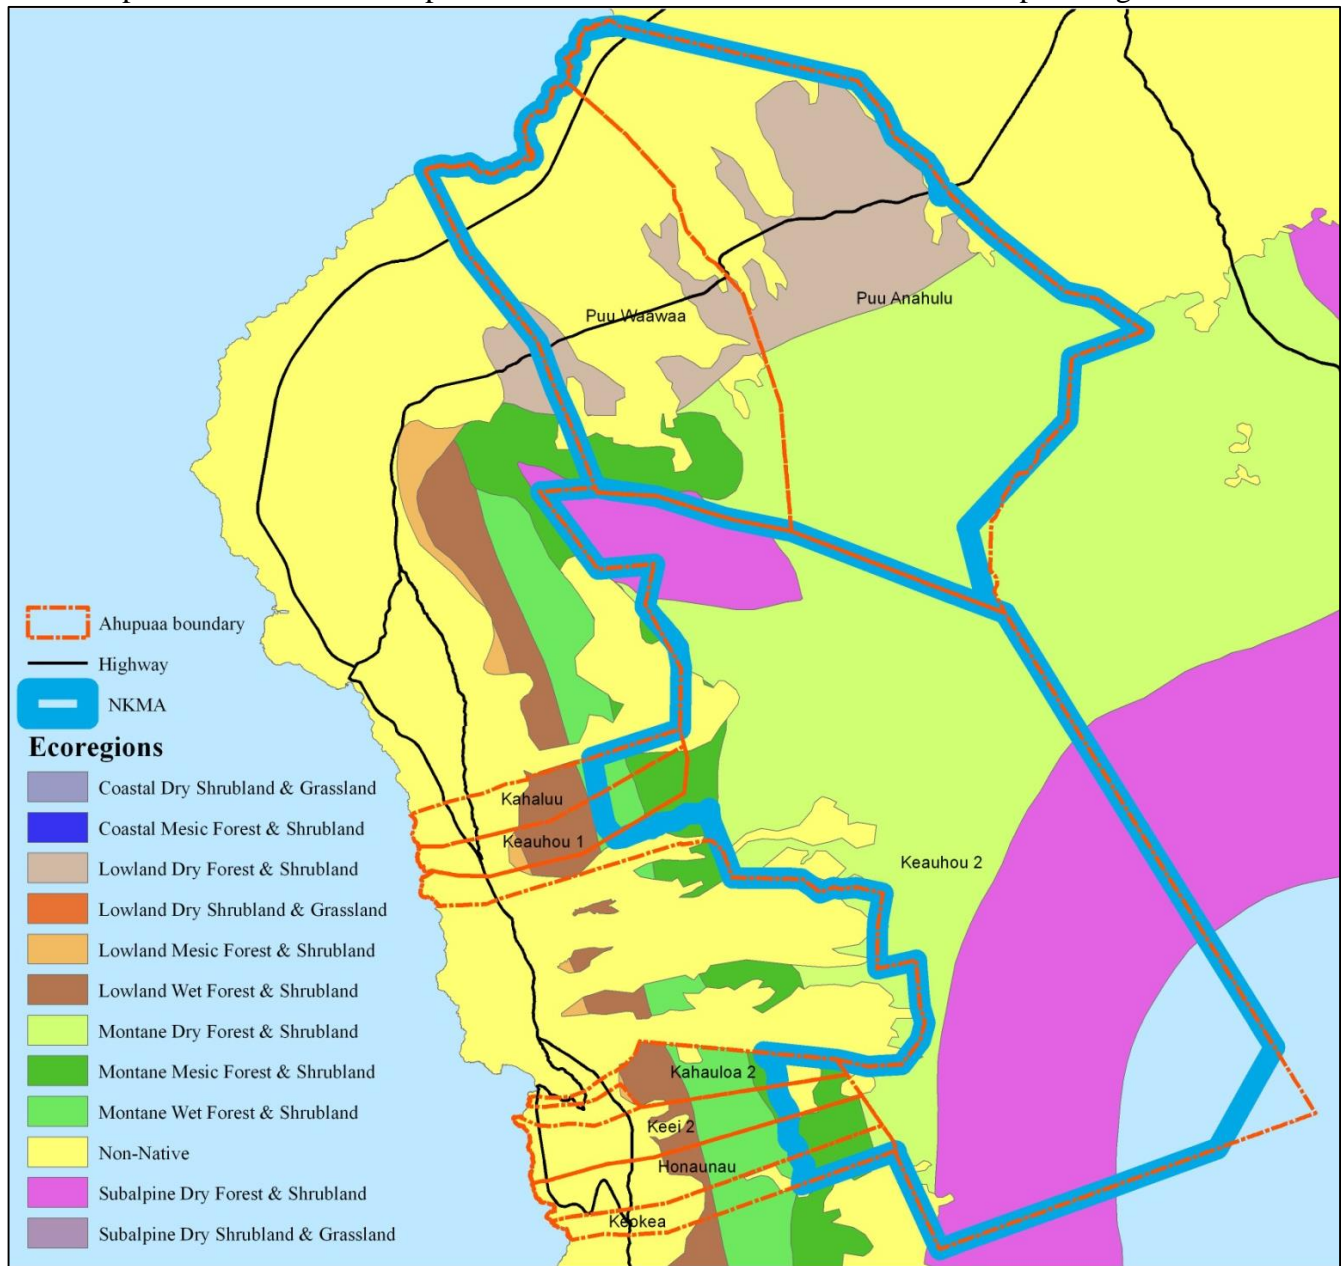 Puu Anahulu
Puu Waawaa
Ahupuaa boundary
Highway
NKMA
Ecoregions
Coastal Dry Shrubland & Grassland
Coastal Mesic Forest & Shrubland
Lowland Dry Forest & Shrubland
Lowland Dry Shrubland & Grassland
Lowland Mesic Forest & Shrubland
Lowland Wet Forest & Shrubland
Montane Dry Forest & Shrubland
Montane Mesic Forest & Shrubland
Montane Wet Forest & Shrubland
Non-Native
Subalpine Dry Forest & Shrubland
Subalpine Dry Shrubland & Grassland
Kahaluu
Keauhou 1
Keauhou 2
Kahauloa 2
Keei 2
Honaunau
Keokea